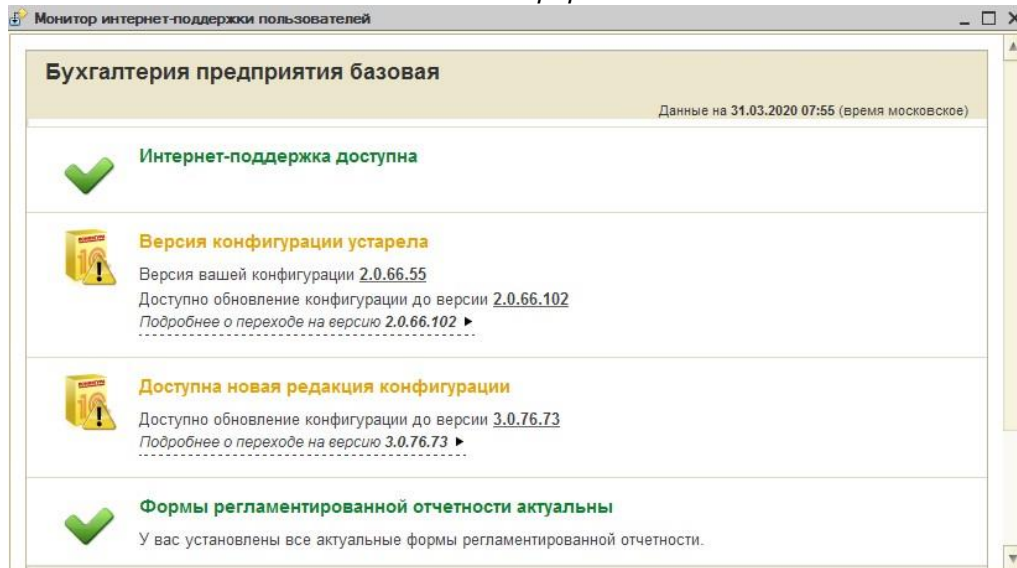 Монитор интернет-поддержки пользователей
Бухгалтерия предприятия базовая
Данные на 31.03.2020 07:55 (время московское)
Интернет-поддержка доступна
Версия конфигурации устарела
Версия вашей конфигурации 2.0.66.55
Доступно обновление конфигурации до версии 2.0.66.102
Подробнее о переходе на версию 2.0.66.102 ►
Доступна новая редакция конфигурации
Доступно обновление конфигурации до версии 3.0.76.73
Подробнее о переходе на версию 3.0.76.73 ►
Формы регламентированной отчетности актуальны
У вас установлены все актуальные формы регламентированной отчетности.